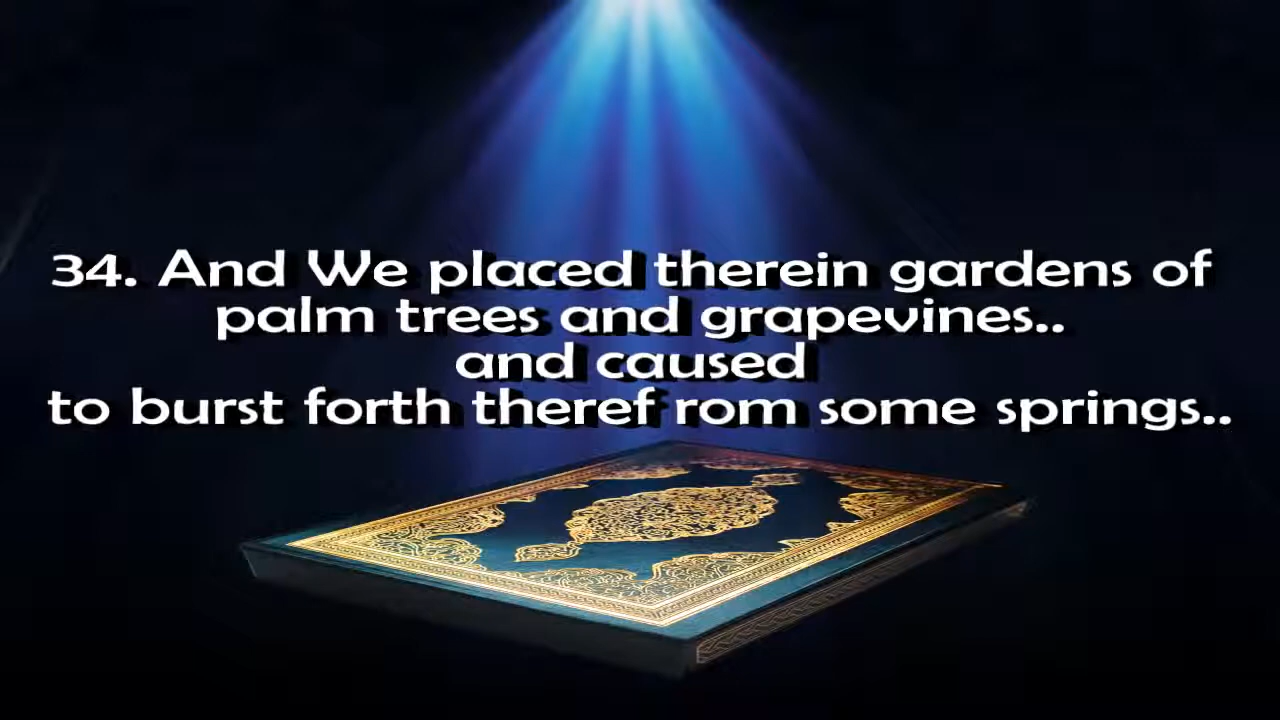 34. And We placed therein gardens of
palm trees and grapevines..
and caused
to burst forth theref rom some springs..